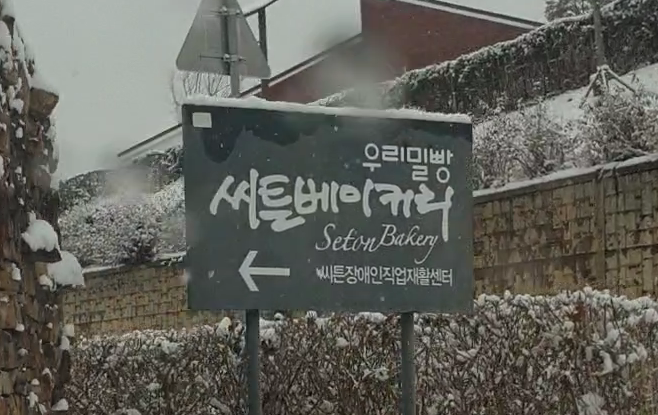 우리밀빵
씨튼베이커리
Seton Bakery
← 씨튼장애인직업재활센터